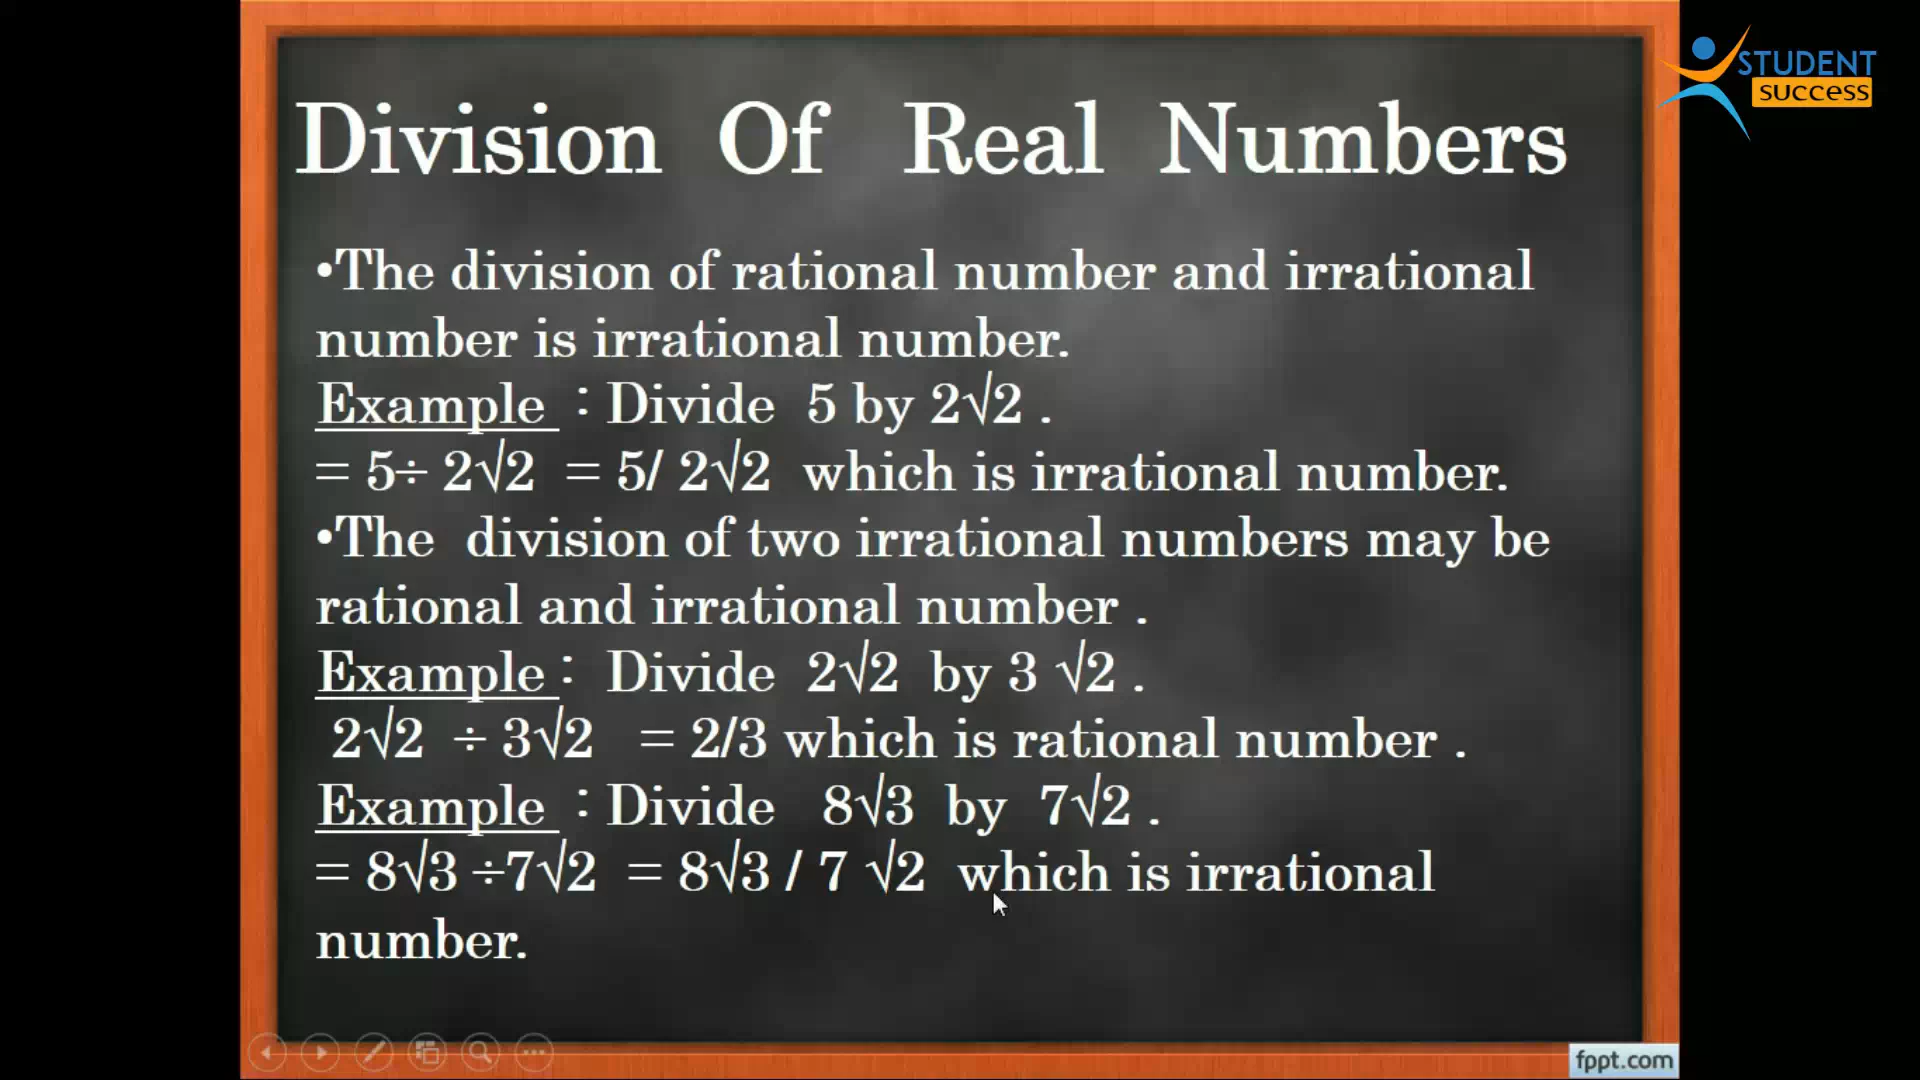 STUDENT
success
Division Of Real Numbers
•The division of rational number and irrational
number is irrational number.
Example : Divide 5 by 2√2 .
= 5÷ 2√2 = 5/ 2√2 which is irrational number.
•The division of two irrational numbers may be
rational and irrational number .
Example : Divide 2√2 by 3 √2 .
2√2 ÷ 3√2 = 2/3 which is rational number .
Example : Divide 8√3 by 7√2 .
= 8√3 ÷7√2 = 8√3 / 7 √2 which is irrational
number.
fppt.com